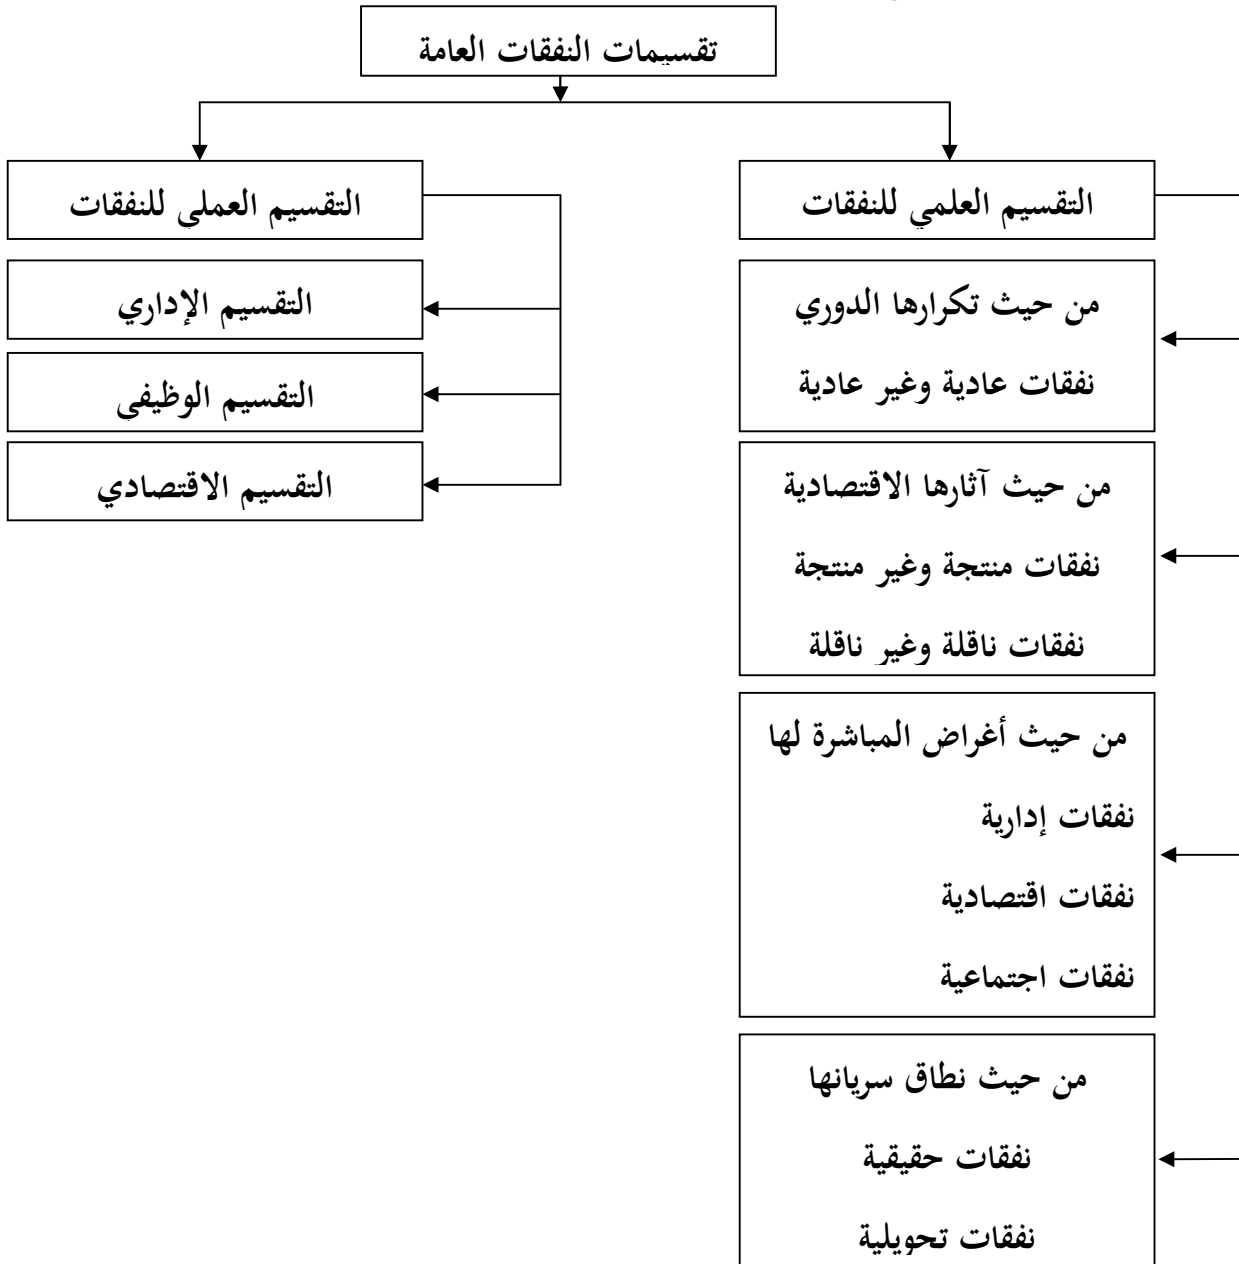 تقسيمات النفقات العامة
التقسيم العلمي للنفقات
من حيث تكرارها الدوري
نفقات عادية وغير عادية
من حيث آثارها الاقتصادية
نفقات منتجة وغير منتجة
نفقات ناقلة وغير ناقلة
من حيث أغراض المباشرة لها
نفقات إدارية
نفقات اقتصادية
نفقات اجتماعية
من حيث نطاق سريانها
نفقات حقيقية
نفقات تحويلية
التقسيم العملي للنفقات
التقسيم الإداري
التقسيم الوظيفي
التقسيم الاقتصادي